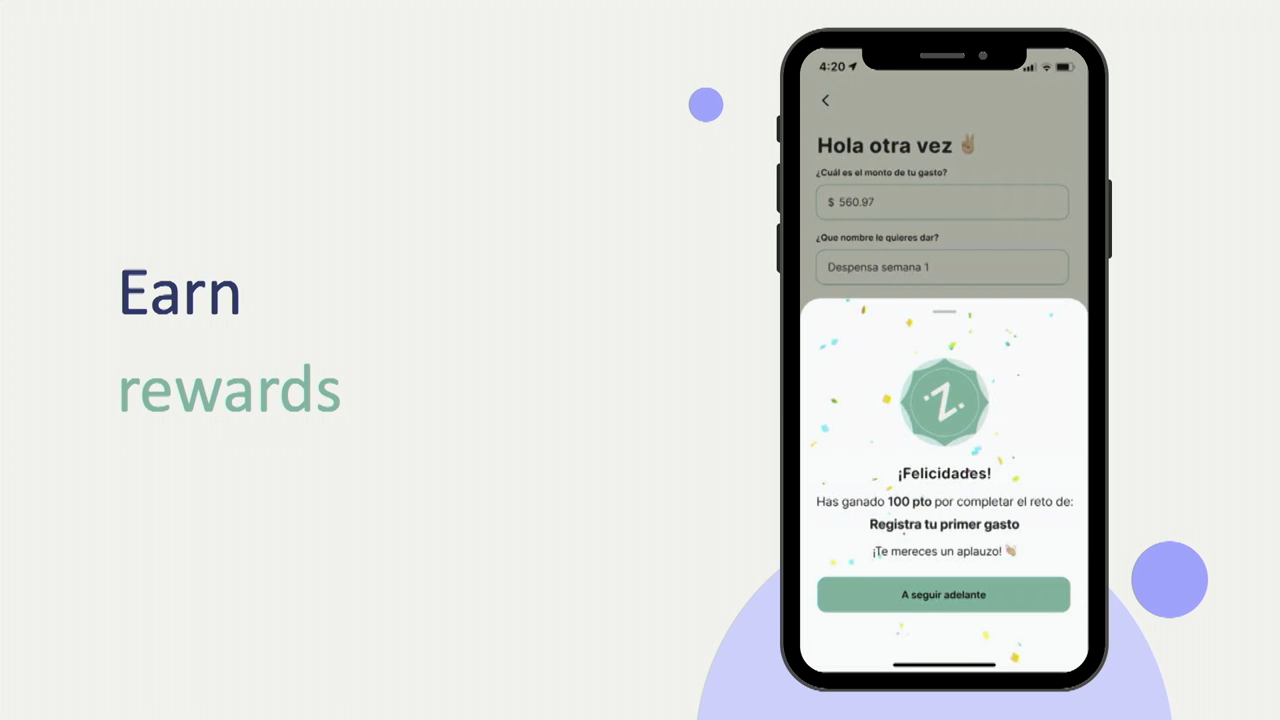 Earn
rewards
4:20
Hola otra vez ✌🏼
¿Cuál es el monto de tu gasto?
$ 560.97
¿Que nombre le quieres dar?
Despensa semana 1
Z
¡Felicidades!
Has ganado 100 pto por completar el reto de:
Registra tu primer gasto
¡Te mereces un aplauzo! 👏🏼
A seguir adelante